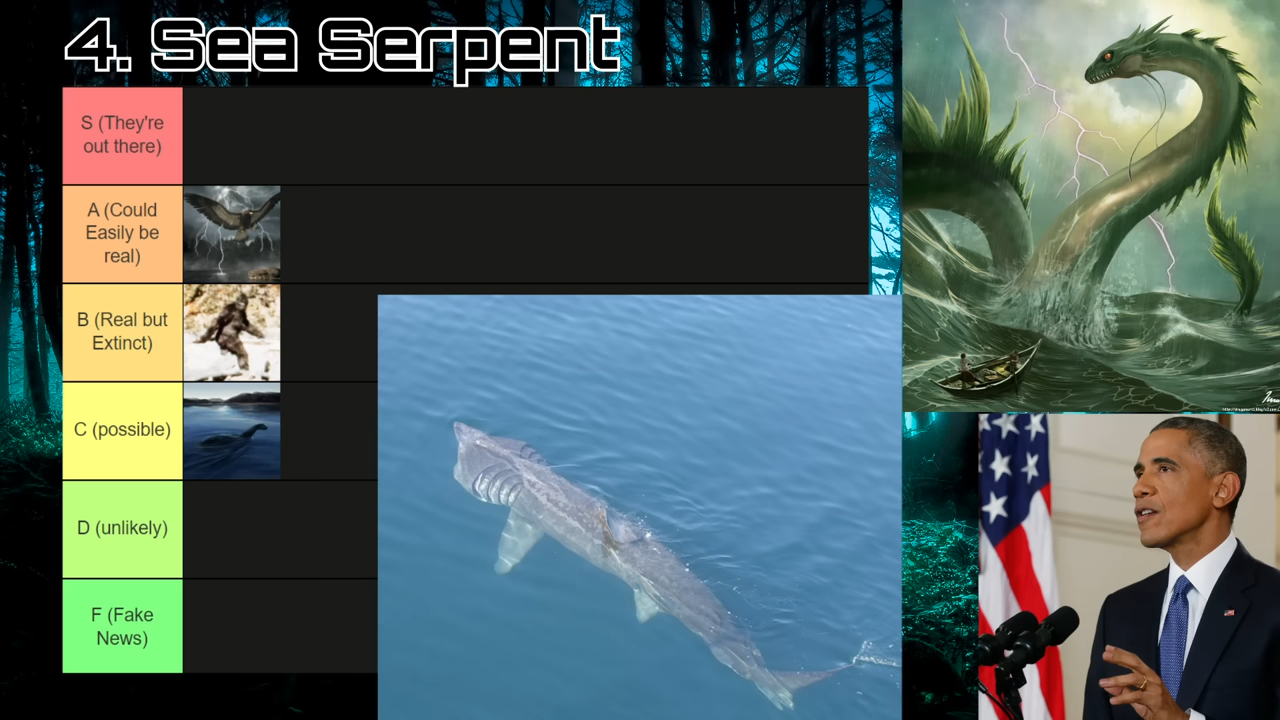 4. Sea Serpent
S (They're
out there)
A (Could
Easily be
real)
B (Real but
Extinct)
C (possible)
D (unlikely)
F (Fake
News)